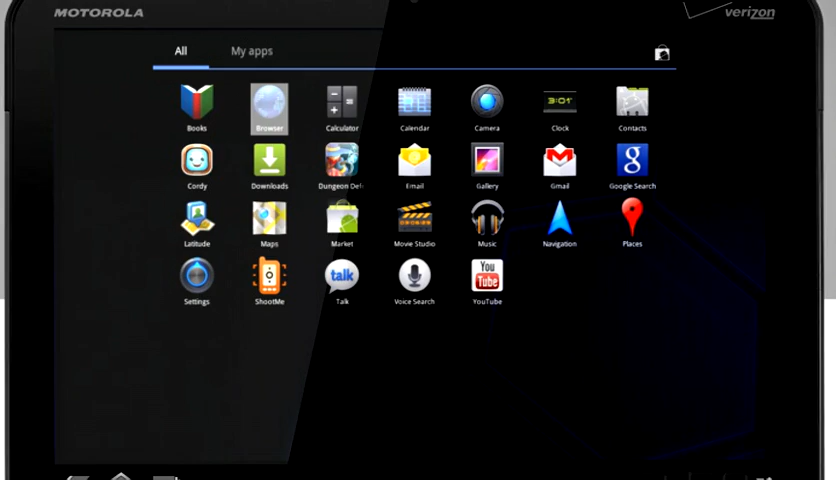 MOTOROLA
verizon
All My apps
Books Browser Calculator Calendar Camera Clock Contacts
3:01
Cordy Downloads Dungeon Def Email Gallery Gmail Google Search
g
Latitude Maps Market Movie Studio Music Navigation Places
talk
You
Tube
Settings ShootMe Talk Voice Search YouTube